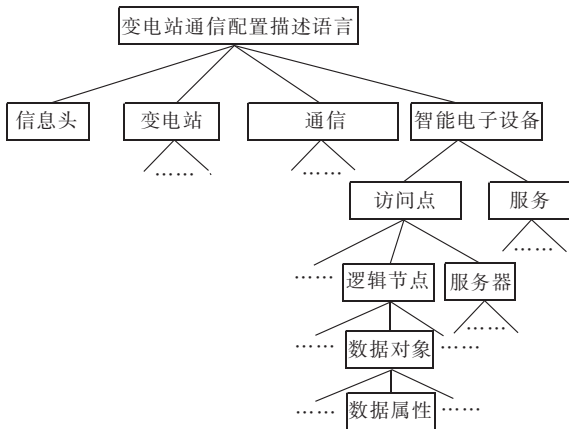 变电站通信配置描述语言
信息头 变电站 通信 智能电子设备
…… ……
访问点 服务
……
…… 逻辑节点 服务器
……
…… 数据对象 ……
…… 数据属性 ……